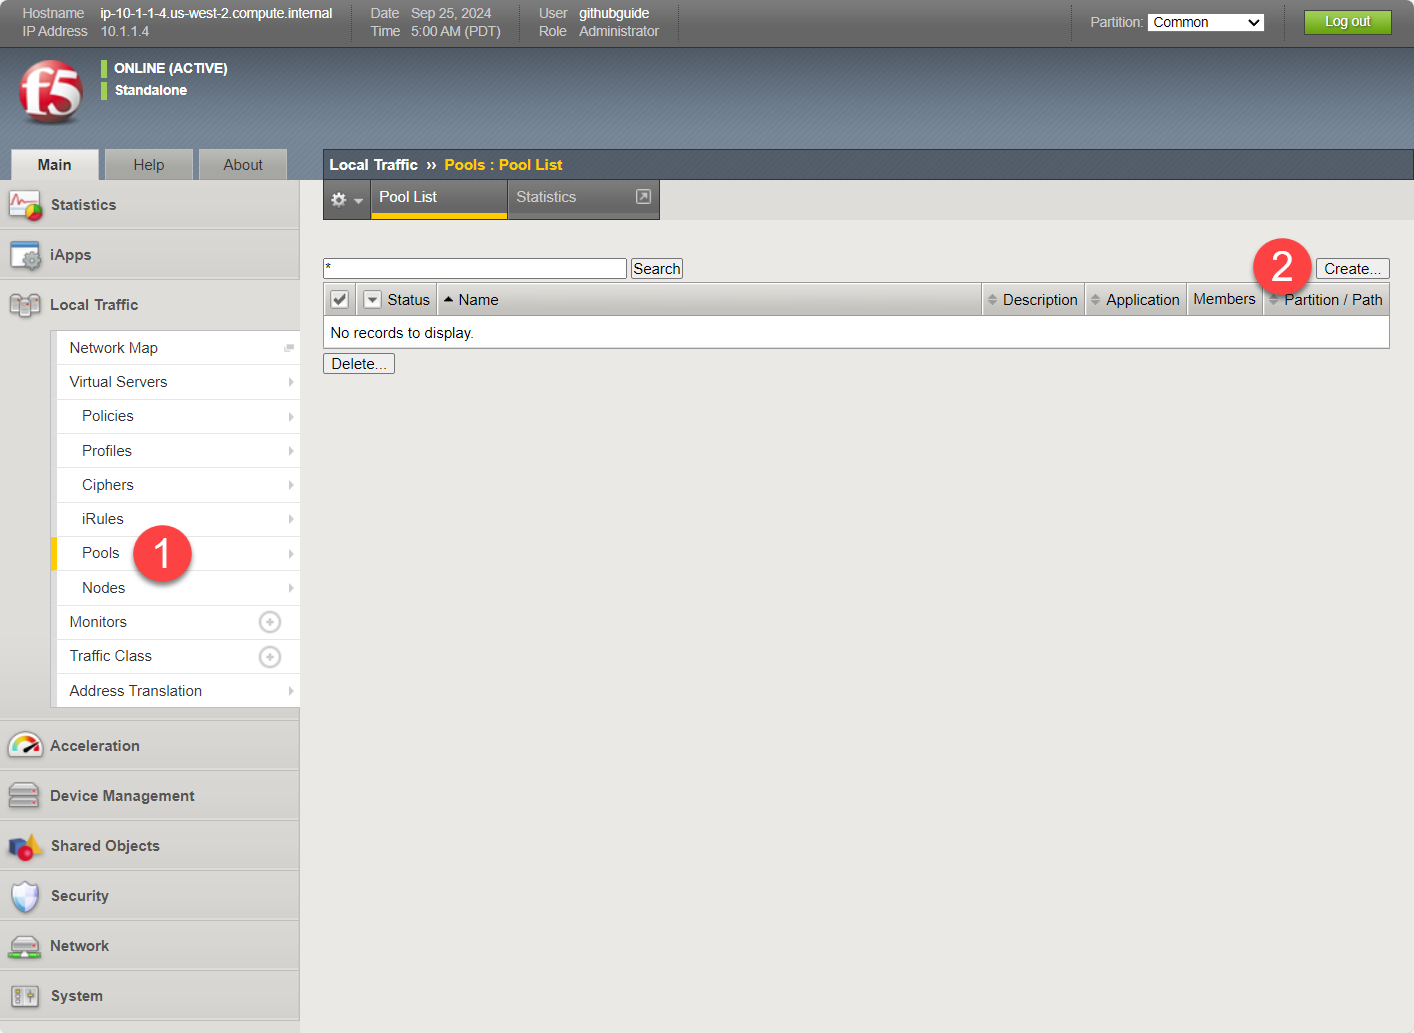 Hostname ip-10-1-1-4.us-west-2.compute.internal Date Sep 25, 2024 User githubguide
IP Address 10.1.1.4 Time 5:00 AM (PDT) Role Administrator
Partition: Common Log out
f5
ONLINE (ACTIVE)
Standalone
Main Help About
Local Traffic ›› Pools : Pool List
Pool List Statistics
Statistics
iApps
Local Traffic
Network Map
Virtual Servers
Policies
Profiles
Ciphers
iRules
Pools 1
Nodes
Monitors
Traffic Class
Address Translation
Acceleration
Device Management
Shared Objects
Security
Network
System
* Search 2 Create...
Status Name Description Application Members Partition / Path
No records to display.
Delete...